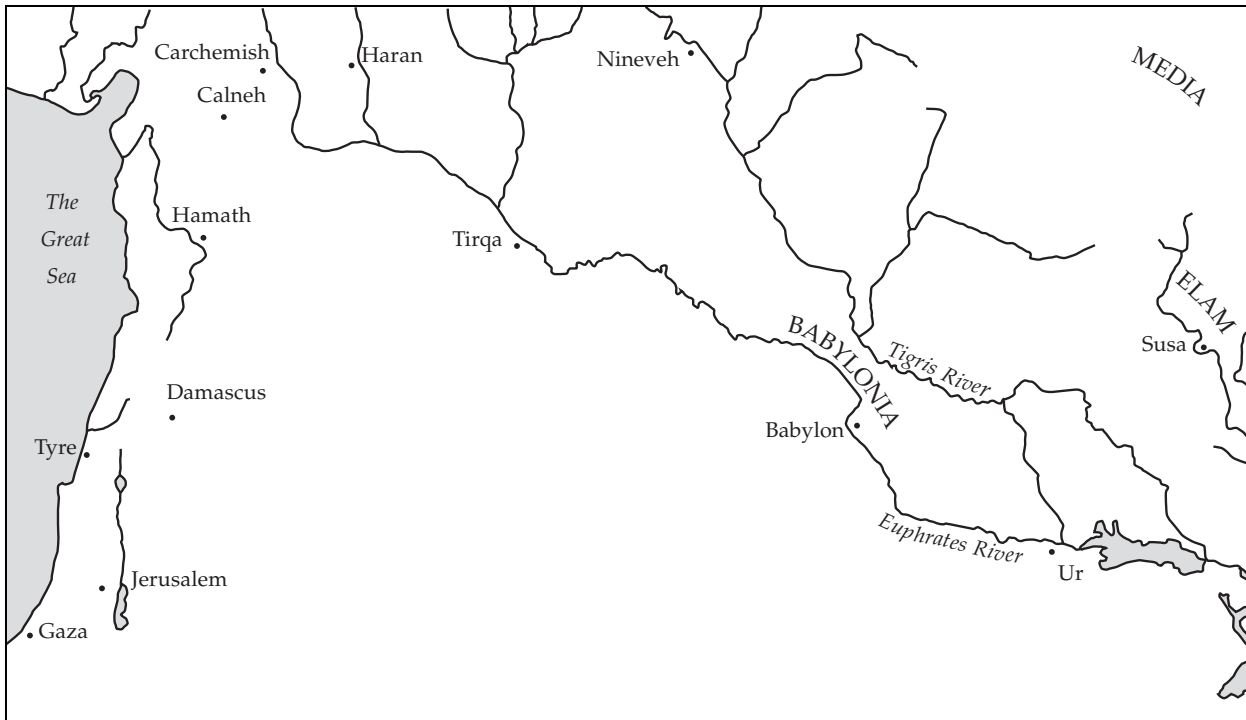 Carchemish
Haran
Nineveh
MEDIA
Calneh
The
Great
Sea
Hamath
Tirqa
ELAM
BABYLONIA
Tigris River
Susa
Damascus
Babylon
Tyre
Euphrates River
Ur
Jerusalem
Gaza